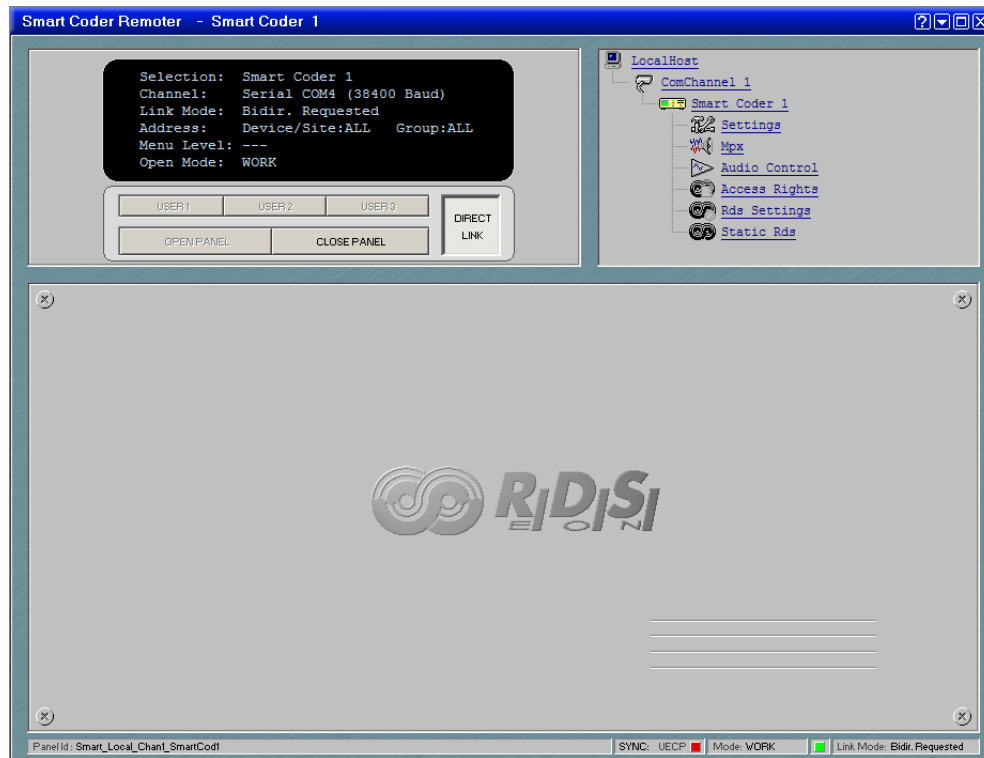 Smart Coder Remoter - Smart Coder 1
Selection: Smart Coder 1
Channel: Serial COM4 (38400 Baud)
Link Mode: Bidir. Requested
Address: Device/Site:ALL Group:ALL
Menu Level: ---
Open Mode: WORK
USER 1 USER 2 USER 3
OPEN PANEL CLOSE PANEL
DIRECT
LINK
LocalHost
ComChannel 1
Smart Coder 1
Settings
Mpx
Audio Control
Access Rights
Rds Settings
Static Rds
RDS
EON
Panel Id : Smart_Local_Chan1_SmartCod1
SYNC: UECP Mode: WORK Link Mode: Bidir. Requested